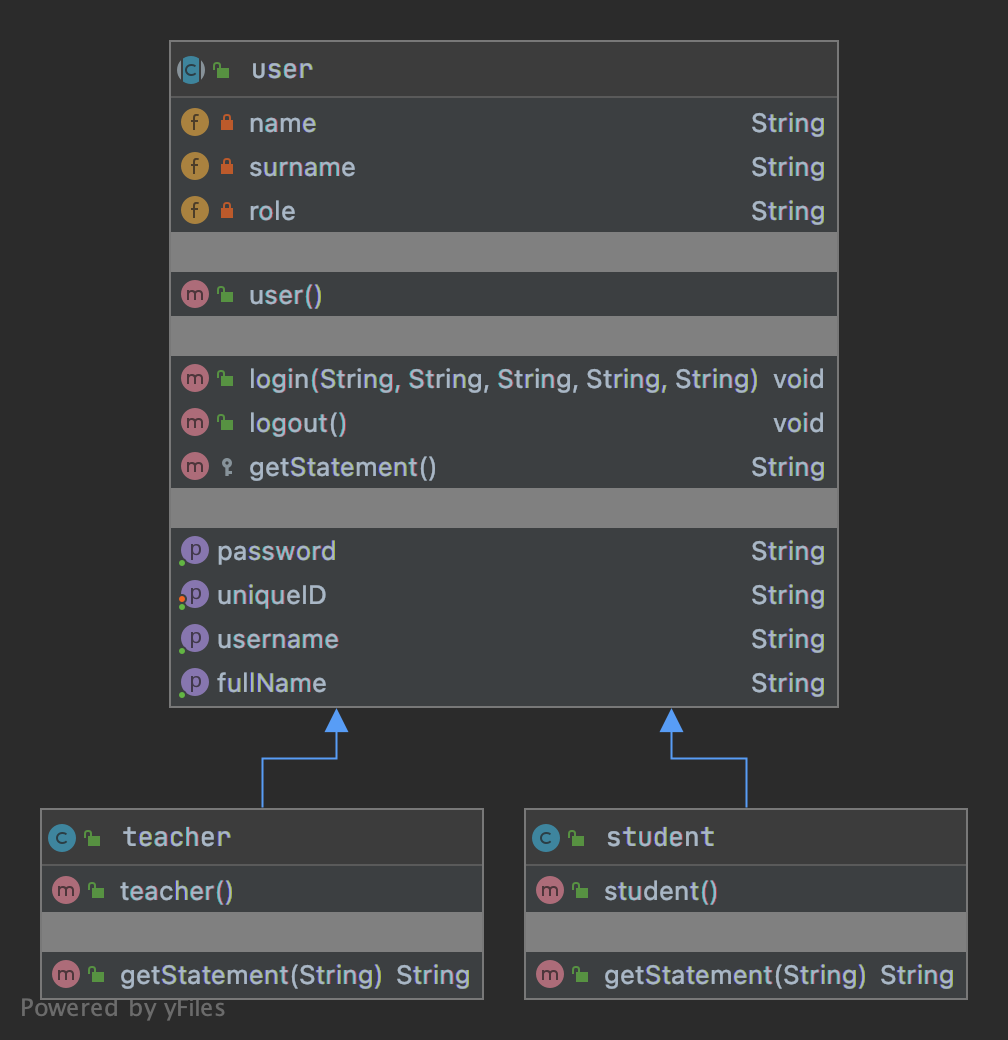 user
name String
surname String
role String
user()
login(String, String, String, String, String) void
logout() void
getStatement() String
password String
uniqueID String
username String
fullName String
teacher
teacher()
getStatement(String) String
student
student()
getStatement(String) String
Powered by yFiles